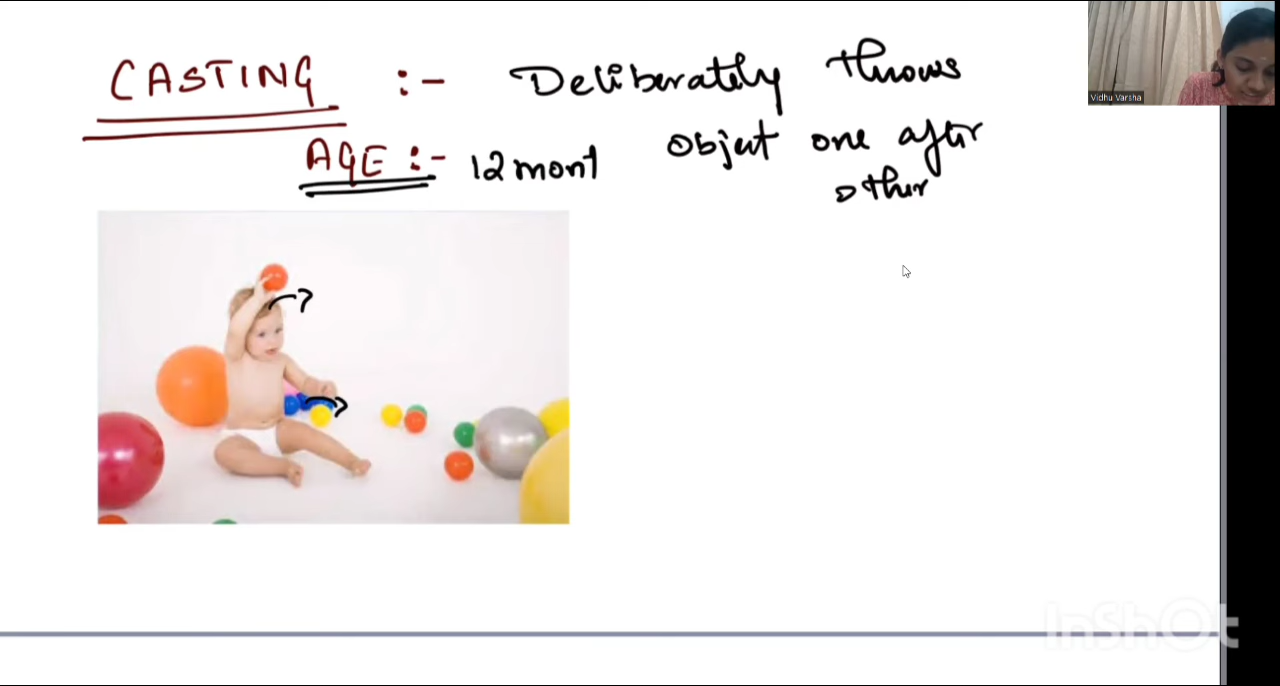 CASTING :- Deliberately throws
object one after
other
AGE :- 12 mont
Vidhu Varsha
InShOt